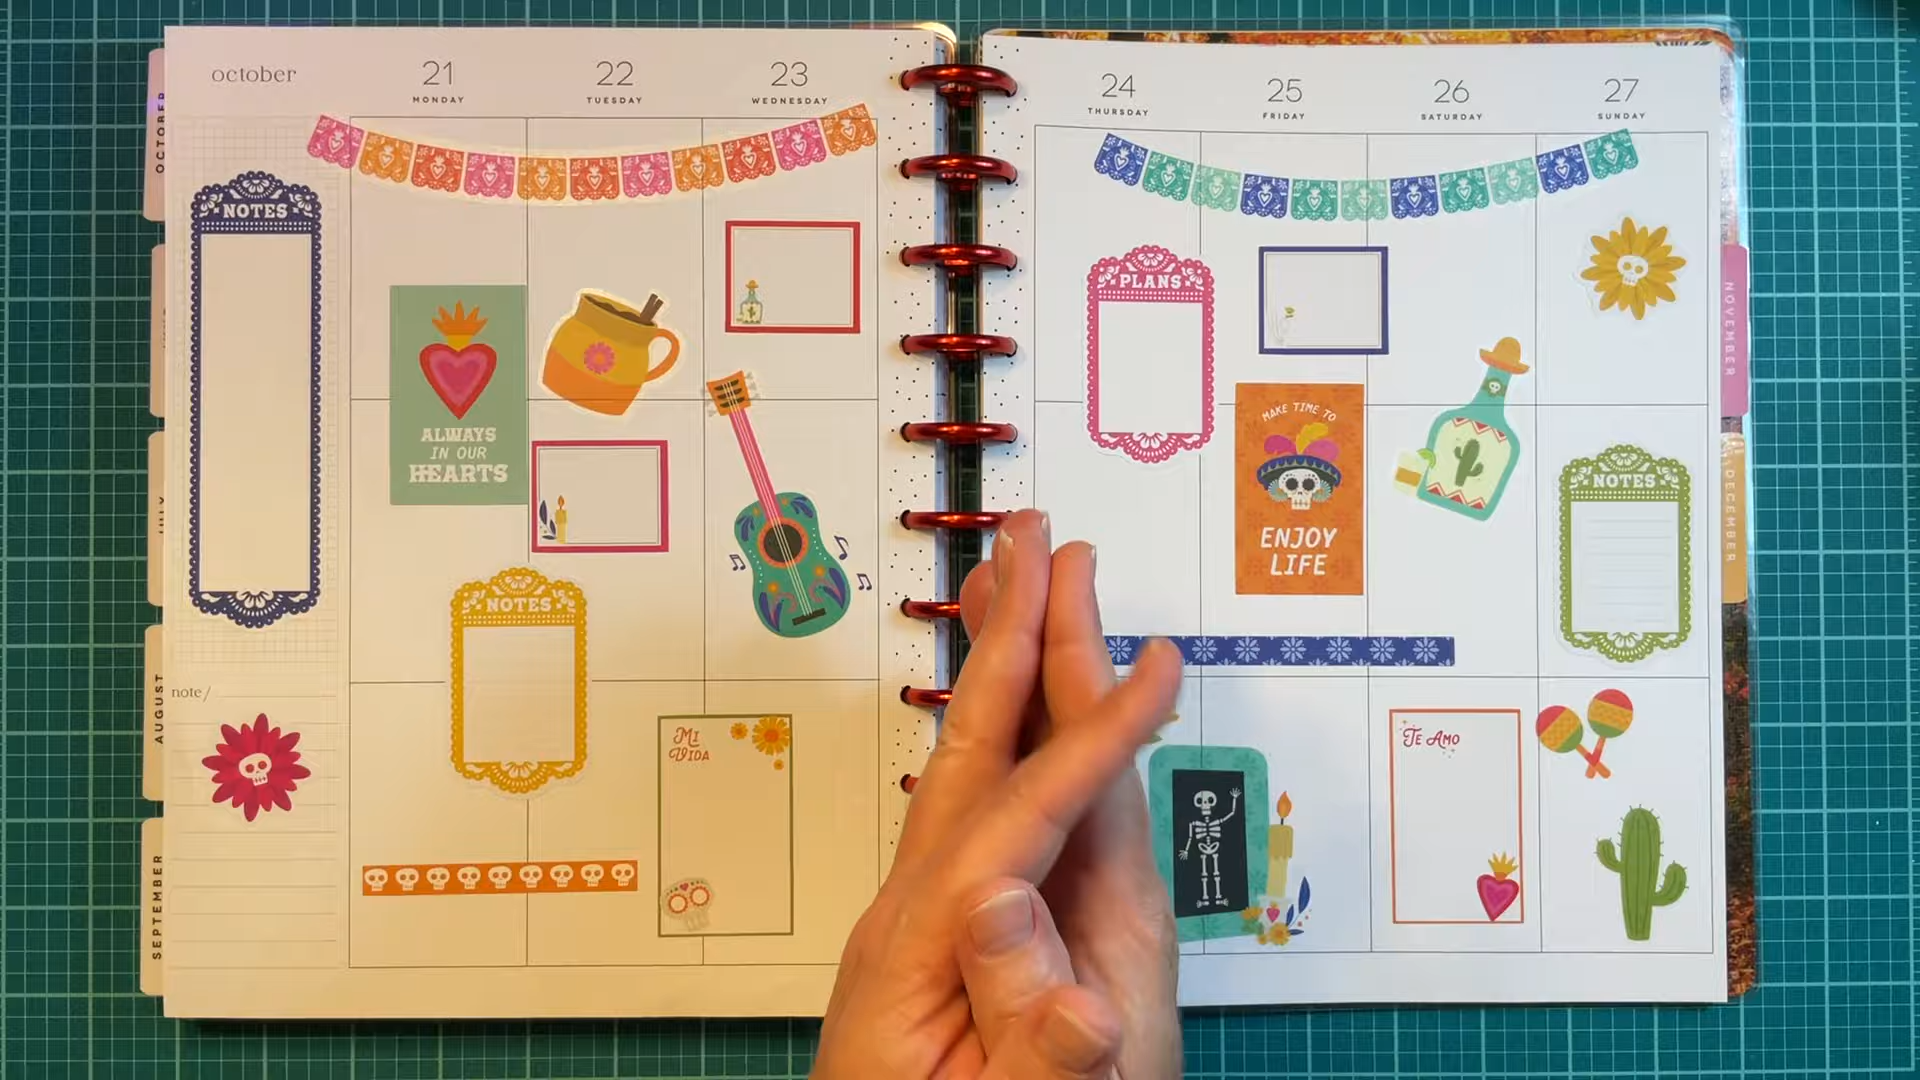 october
21
MONDAY
22
TUESDAY
23
WEDNESDAY
24
THURSDAY
25
FRIDAY
26
SATURDAY
27
SUNDAY
NOTES
ALWAYS
IN OUR
HEARTS
NOTES
note/
MI
VIDA
PLANS
MAKE TIME TO
ENJOY
LIFE
NOTES
TE AMO
OCTOBER
JULY
AUGUST
SEPTEMBER
NOVEMBER
DECEMBER